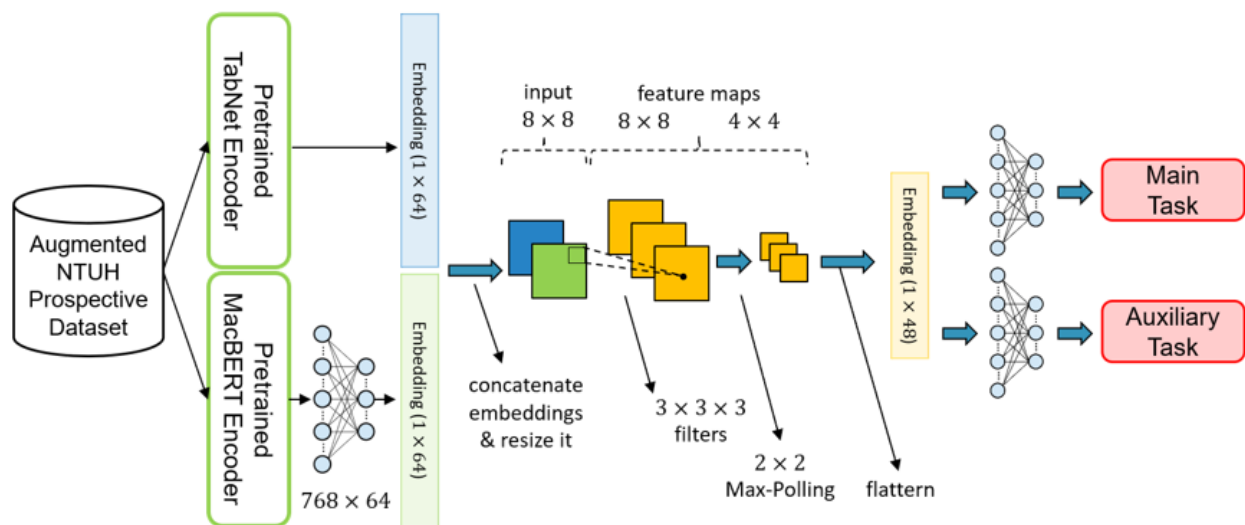 Augmented
NTUH
Prospective
Dataset
Pretrained
TabNet Encoder
Pretrained
MacBERT Encoder
768 × 64
Embedding (1 × 64)
Embedding (1 × 64)
input
8 × 8
feature maps
8 × 8
4 × 4
concatenate
embeddings
& resize it
3 × 3 × 3
filters
2 × 2
Max-Polling
flattern
Embedding (1 × 48)
Main
Task
Auxiliary
Task